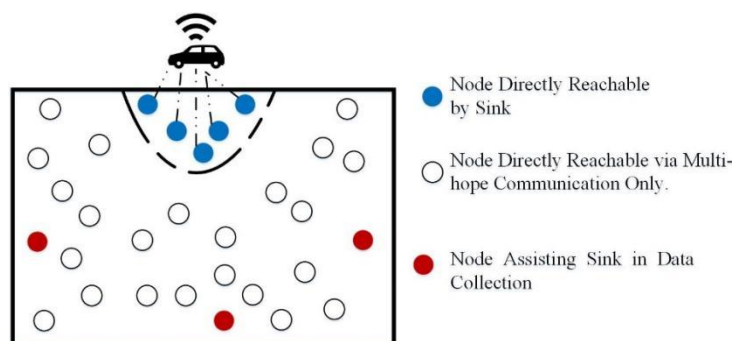 Node Directly Reachable
by Sink
Node Directly Reachable via Multi-
hope Communication Only.
Node Assisting Sink in Data
Collection